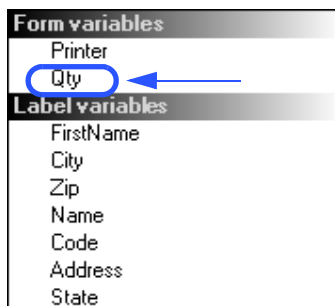 Form variables
Printer
Qty
Label variables
FirstName
City
Zip
Name
Code
Address
State